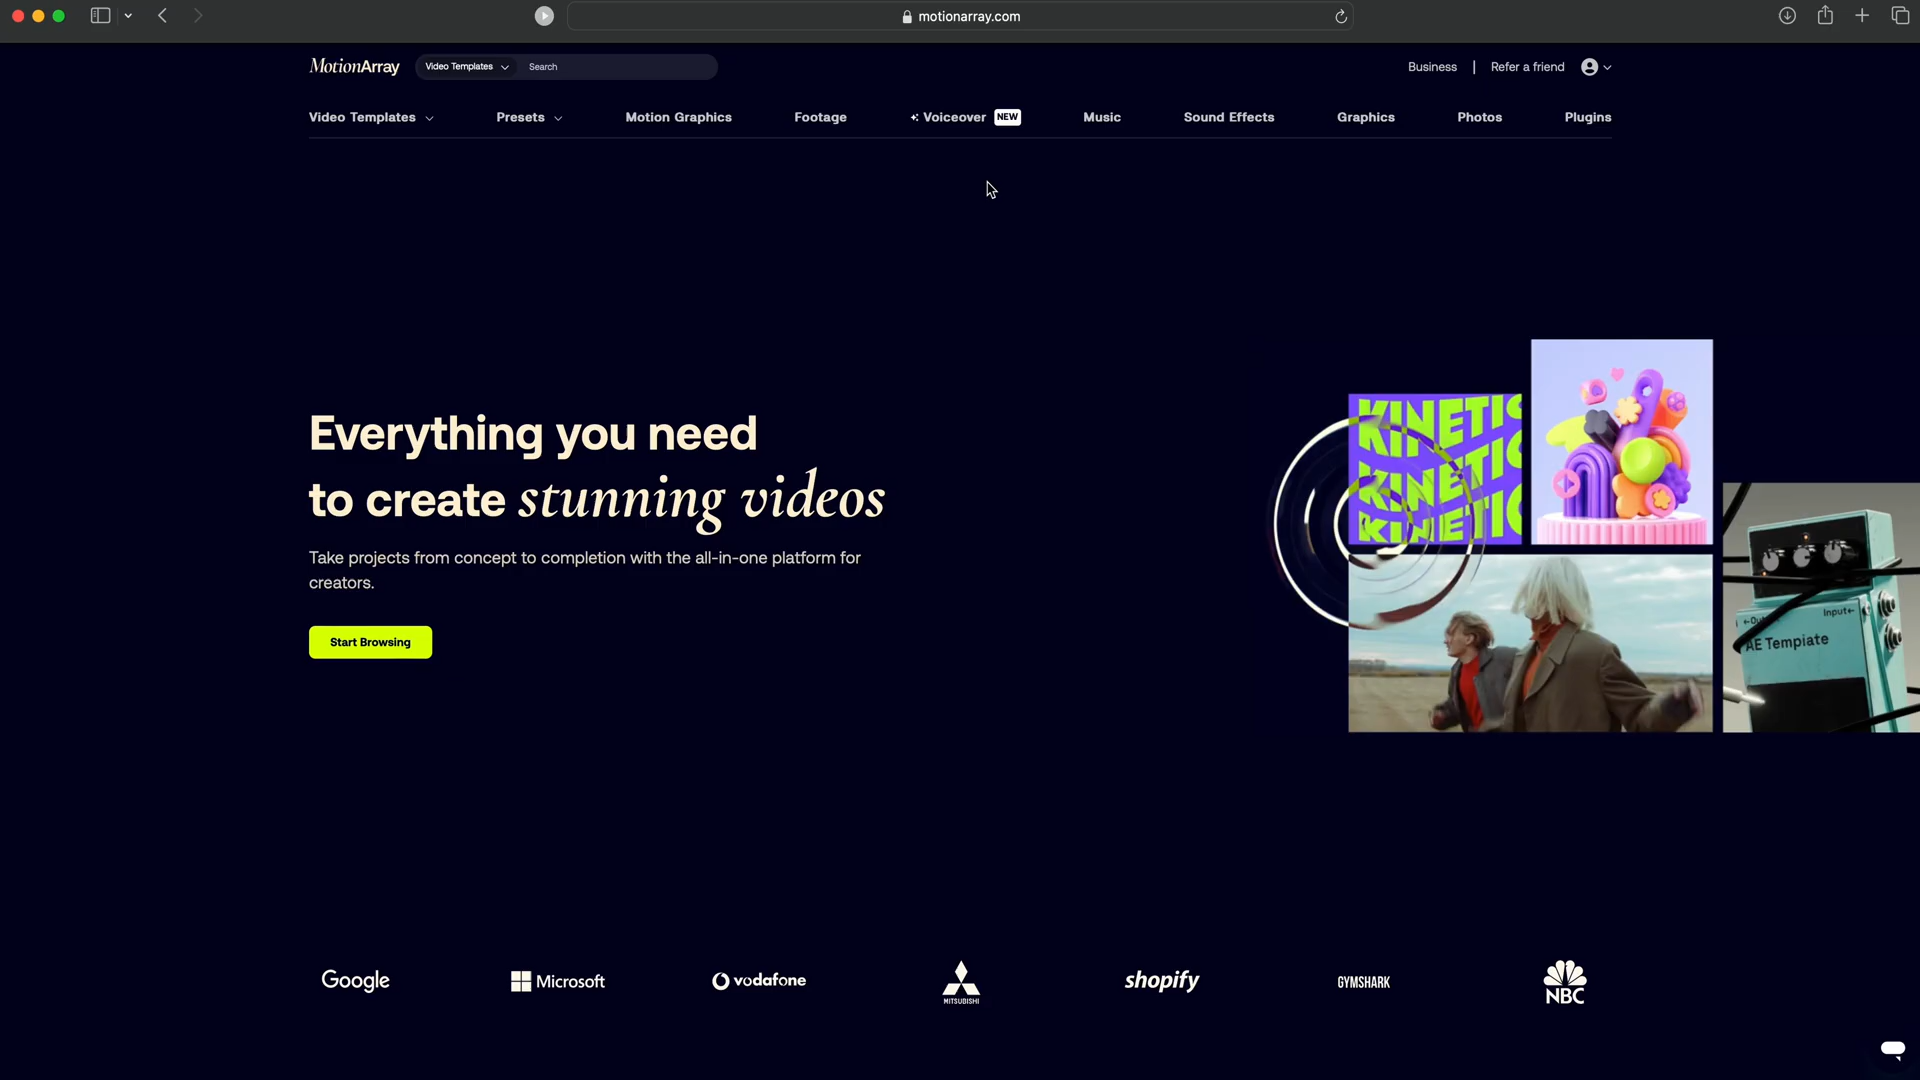 motionarray.com
MotionArray
Video Templates
Search
Business | Refer a friend
Video Templates
Presets
Motion Graphics
Footage
Voiceover NEW
Music
Sound Effects
Graphics
Photos
Plugins
Everything you need
to create stunning videos
Take projects from concept to completion with the all-in-one platform for
creators.
Start Browsing
KINETIC
KINETIC
KINETIC
KINETIC
Input←
AE Template
Google
Microsoft
vodafone
MITSUBISHI
shopify
GYMSHARK
NBC